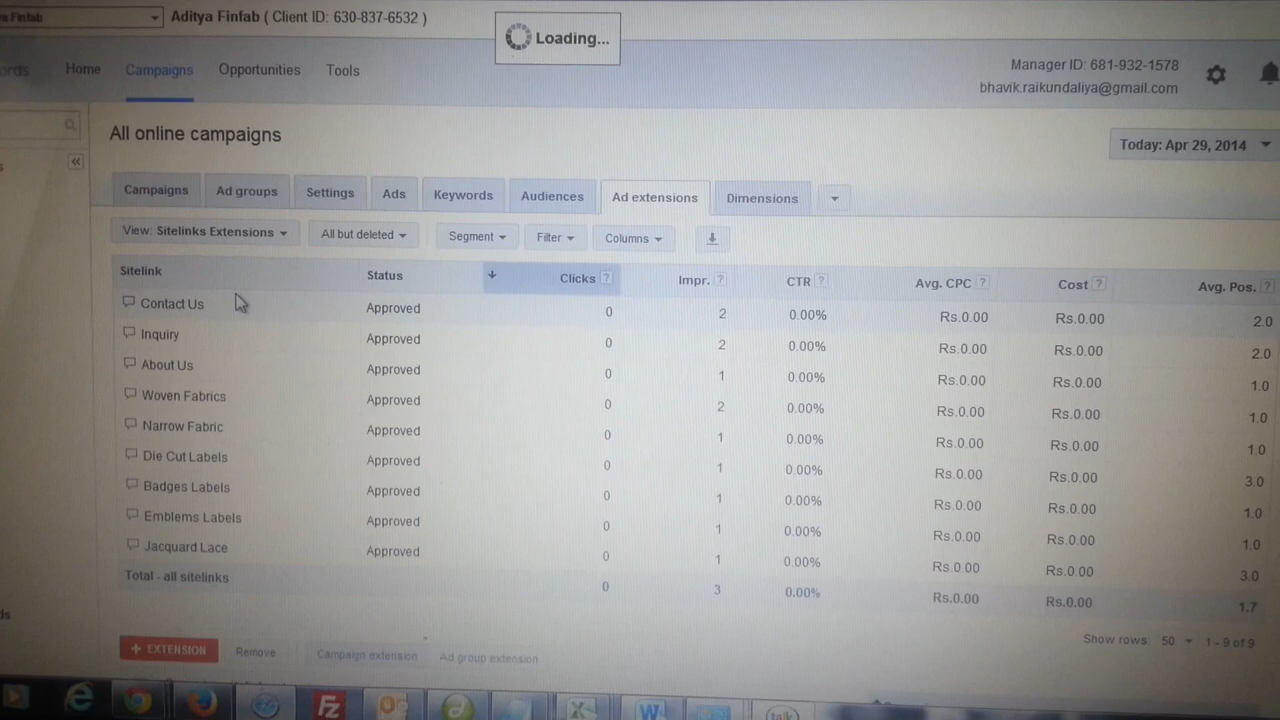 a Finfab Aditya Finfab ( Client ID: 630-837-6532 )
Loading...
ords Home Campaigns Opportunities Tools
Manager ID: 681-932-1578
bhavik.raikundaliya@gmail.com
All online campaigns
Today: Apr 29, 2014
Campaigns Ad groups Settings Ads Keywords Audiences Ad extensions Dimensions
View: Sitelinks Extensions All but deleted Segment Filter Columns
Sitelink Status Clicks ? Impr. ? CTR ? Avg. CPC ? Cost ? Avg. Pos. ?
Contact Us Approved 0 2 0.00% Rs.0.00 Rs.0.00 2.0
Inquiry Approved 0 2 0.00% Rs.0.00 Rs.0.00 2.0
About Us Approved 0 1 0.00% Rs.0.00 Rs.0.00 1.0
Woven Fabrics Approved 0 2 0.00% Rs.0.00 Rs.0.00 1.0
Narrow Fabric Approved 0 1 0.00% Rs.0.00 Rs.0.00 1.0
Die Cut Labels Approved 0 1 0.00% Rs.0.00 Rs.0.00 3.0
Badges Labels Approved 0 1 0.00% Rs.0.00 Rs.0.00 1.0
Emblems Labels Approved 0 1 0.00% Rs.0.00 Rs.0.00 1.0
Jacquard Lace Approved 0 1 0.00% Rs.0.00 Rs.0.00 3.0
Total - all sitelinks 0 3 0.00% Rs.0.00 Rs.0.00 1.7
Show rows: 50 1 - 9 of 9
+ EXTENSION Remove Campaign extension Ad group extension
Fz
talk